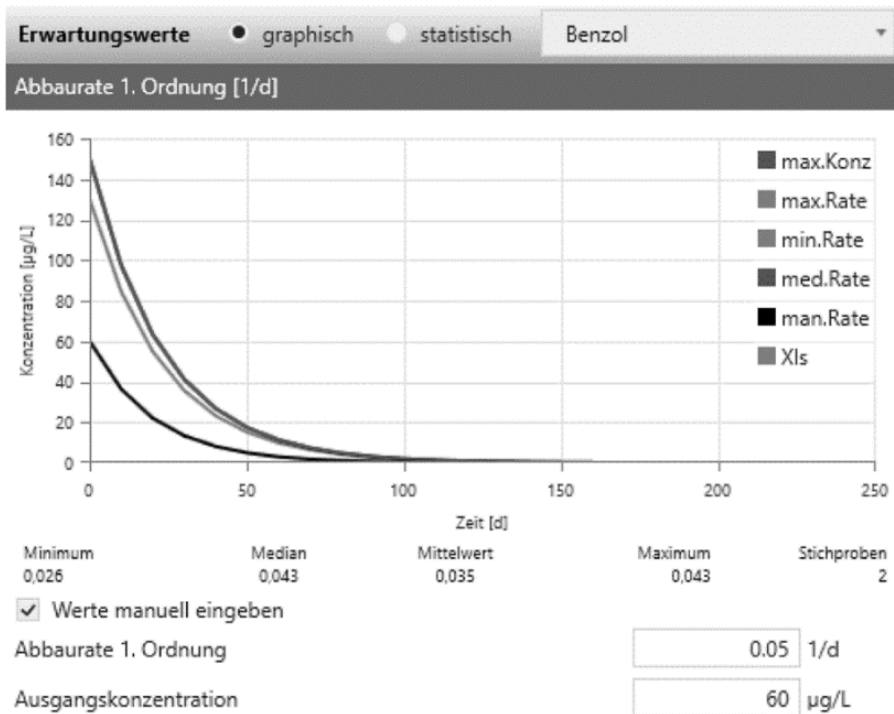 Erwartungswerte graphisch statistisch Benzol
Abbaurate 1. Ordnung [1/d]
160
140
120
100
80
60
40
20
0
Konzentration [µg/L]
max.Konz
max.Rate
min.Rate
med.Rate
man.Rate
Xls
0 50 100 150 200 250
Zeit [d]
Minimum Median Mittelwert Maximum Stichproben
0,026 0,043 0,035 0,043 2
Werte manuell eingeben
Abbaurate 1. Ordnung 0.05 1/d
Ausgangskonzentration 60 µg/L